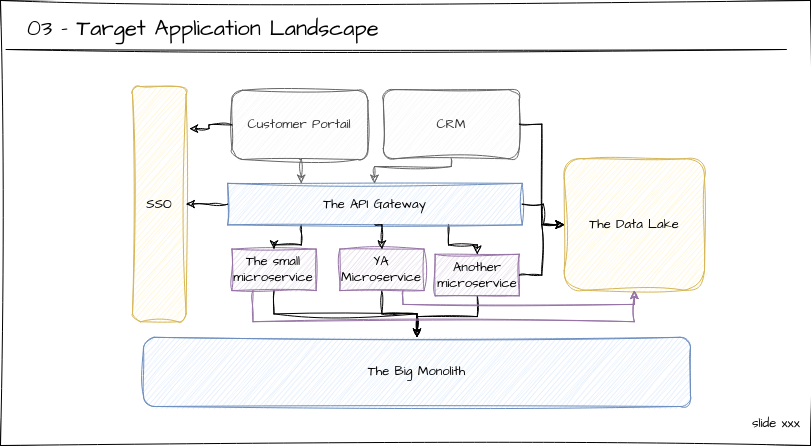 03 - Target Application Landscape
Customer Portail
CRM
SSO
The API Gateway
The Data Lake
The small
microservice
YA
Microservice
Another
microservice
The Big Monolith
slide xxx